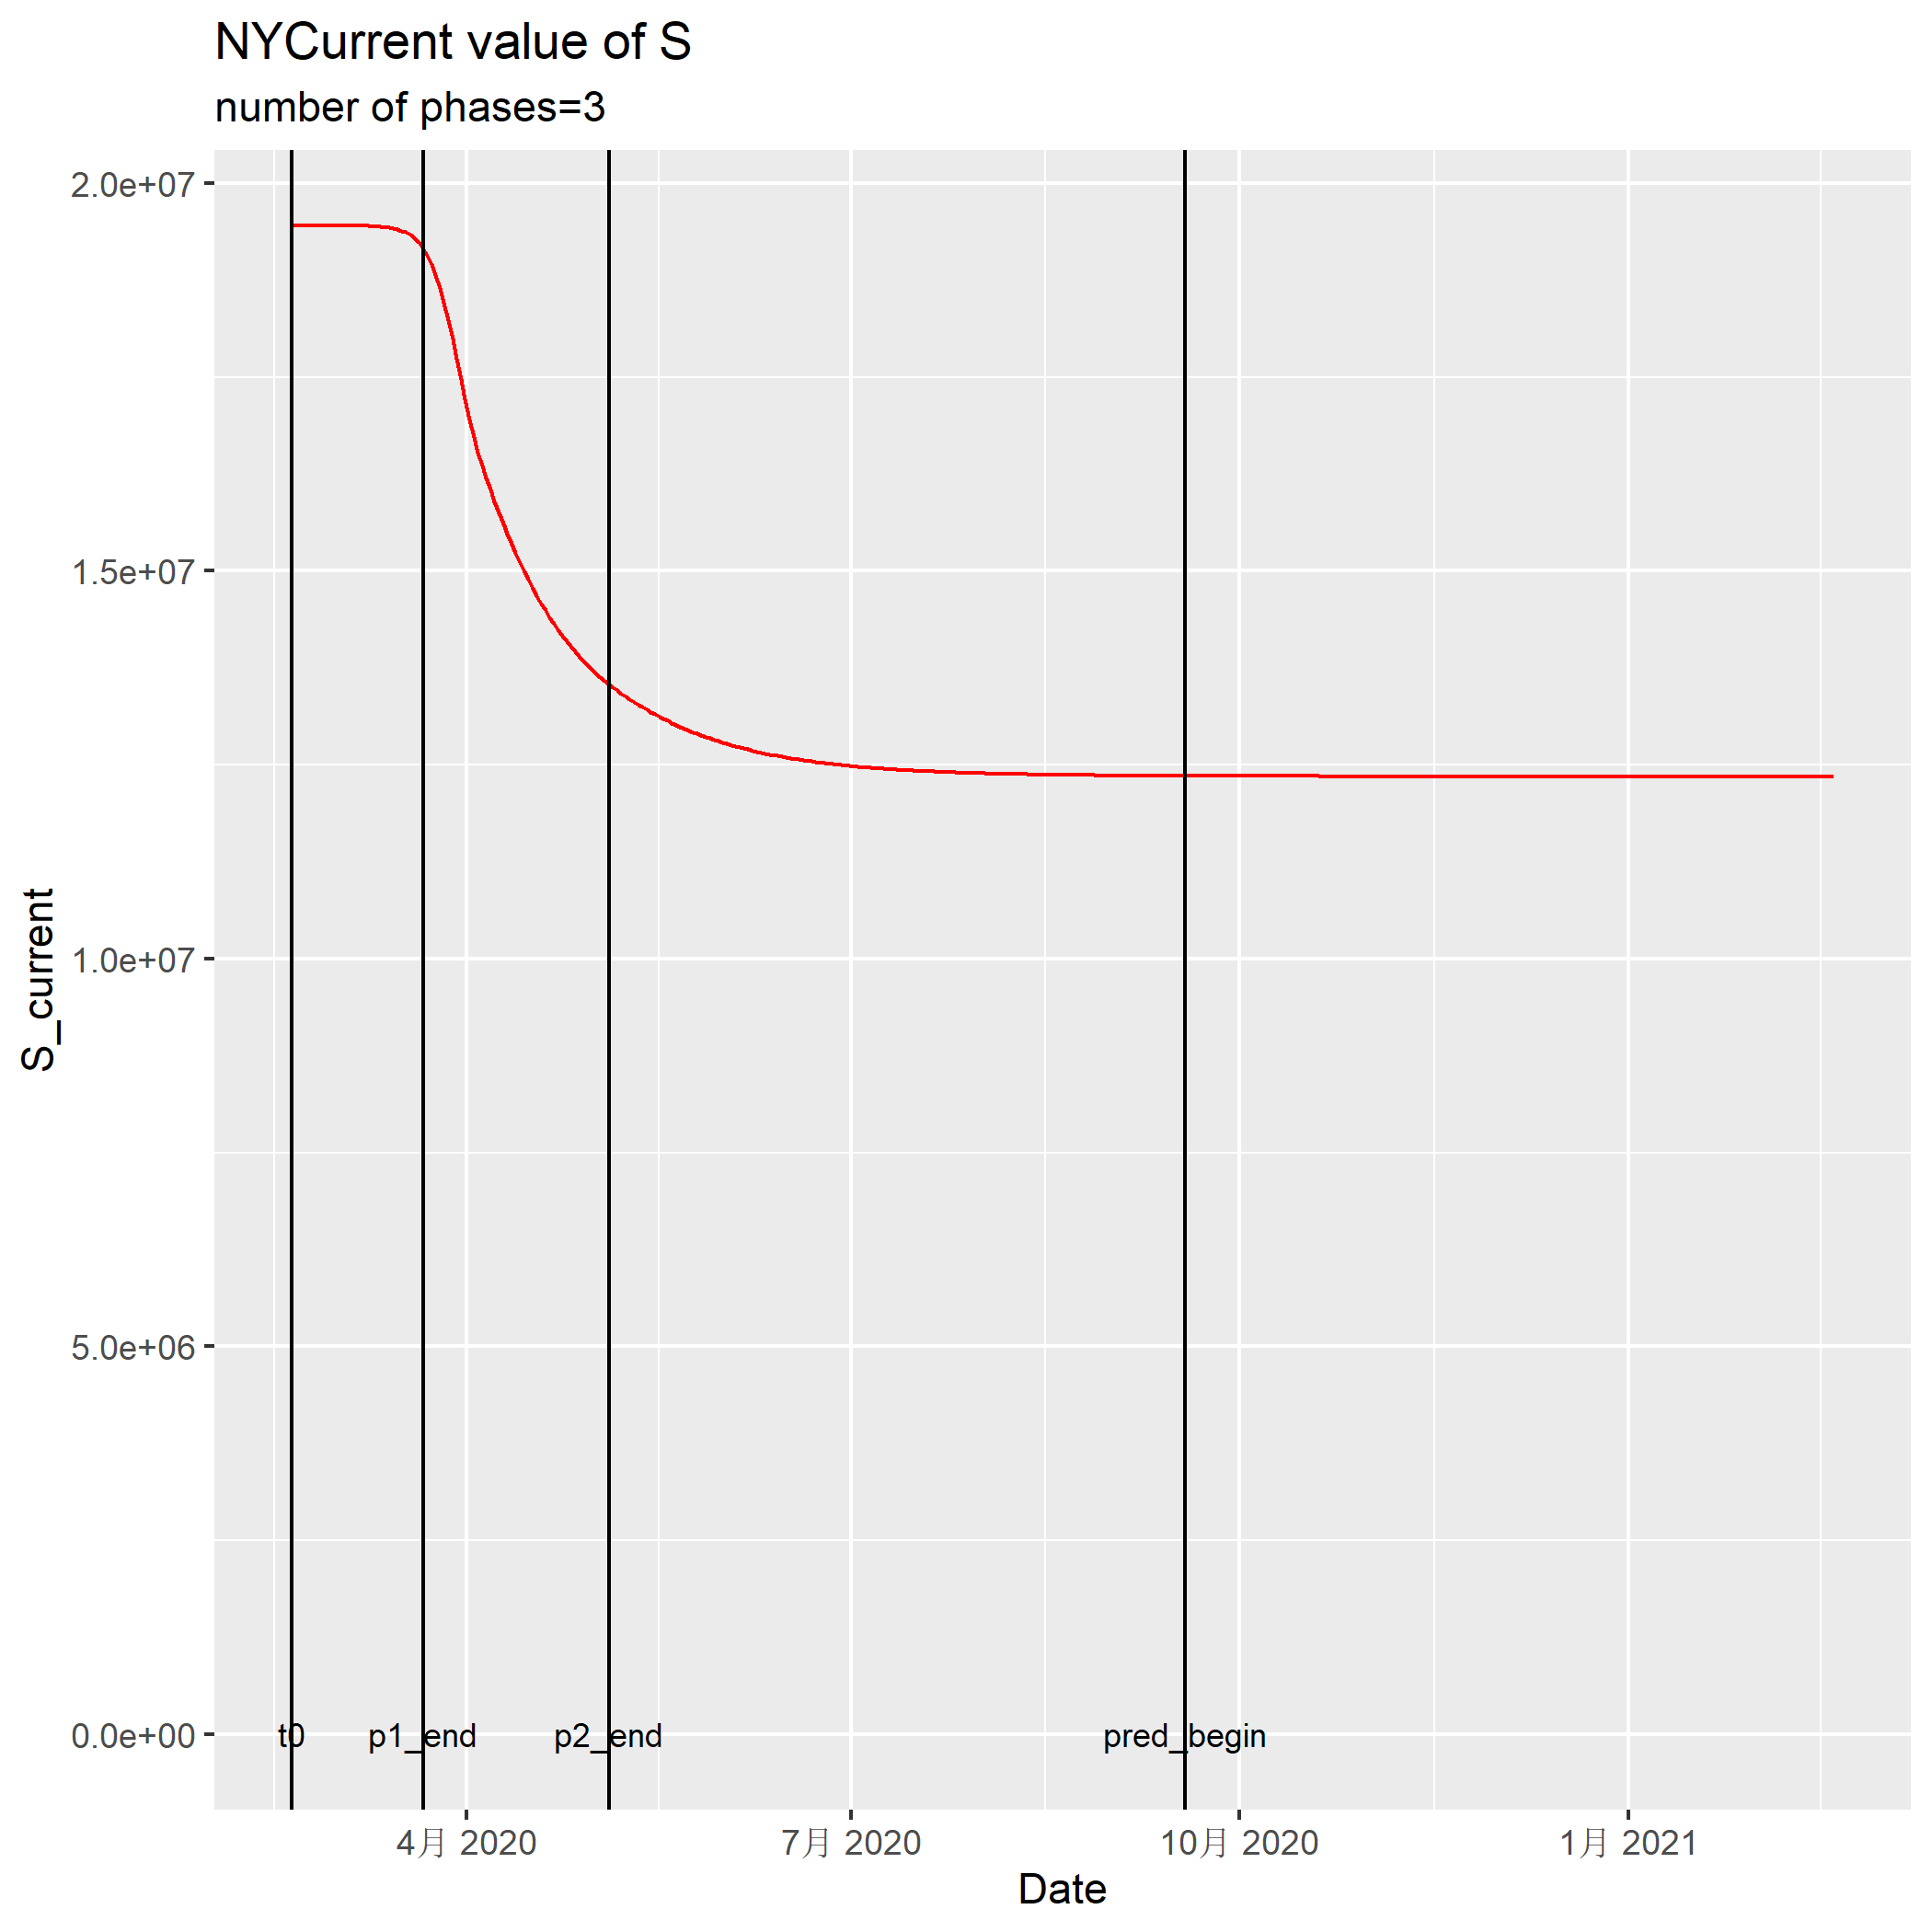 NYCurrent value of S
number of phases=3
2.0e+07
1.5e+07
1.0e+07
5.0e+06
0.0e+00
S_current
t0 p1_end p2_end pred_begin
4月 2020 7月 2020 10月 2020 1月 2021
Date